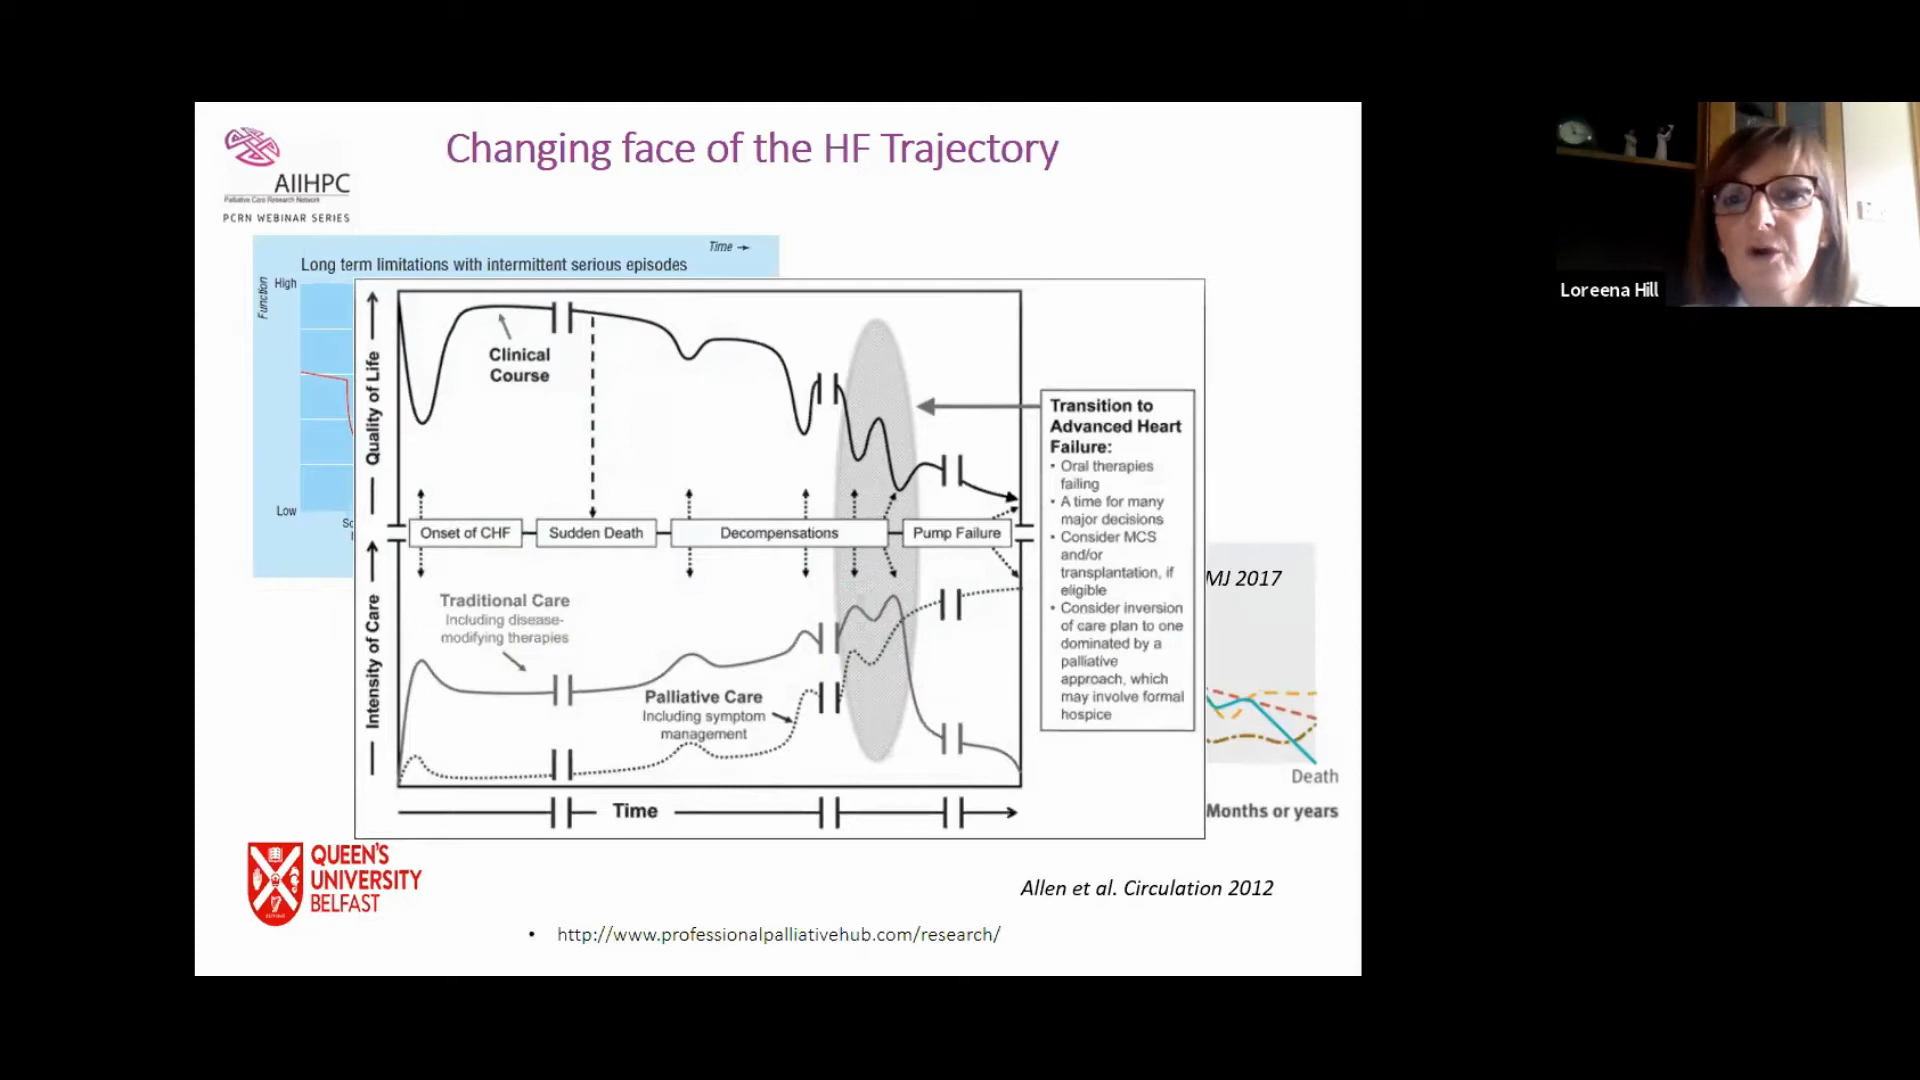 Changing face of the HF Trajectory
AIIHPC
Palliative Care Research Network
PCRN WEBINAR SERIES
Time
Long term limitations with intermittent serious episodes
Function
High
Low
Quality of Life
Clinical
Course
Onset of CHF
Sudden Death
Decompensations
Pump Failure
Intensity of Care
Traditional Care
Including disease-
modifying therapies
Palliative Care
Including symptom
management
Time
Transition to
Advanced Heart
Failure:
• Oral therapies
failing
• A time for many
major decisions
• Consider MCS
and/or
transplantation, if
eligible
• Consider inversion
of care plan to one
dominated by a
palliative
approach, which
may involve formal
hospice
MJ 2017
Death
Months or years
QUEEN'S
UNIVERSITY
BELFAST
Allen et al. Circulation 2012
• http://www.professionalpalliativehub.com/research/
Loreena Hill